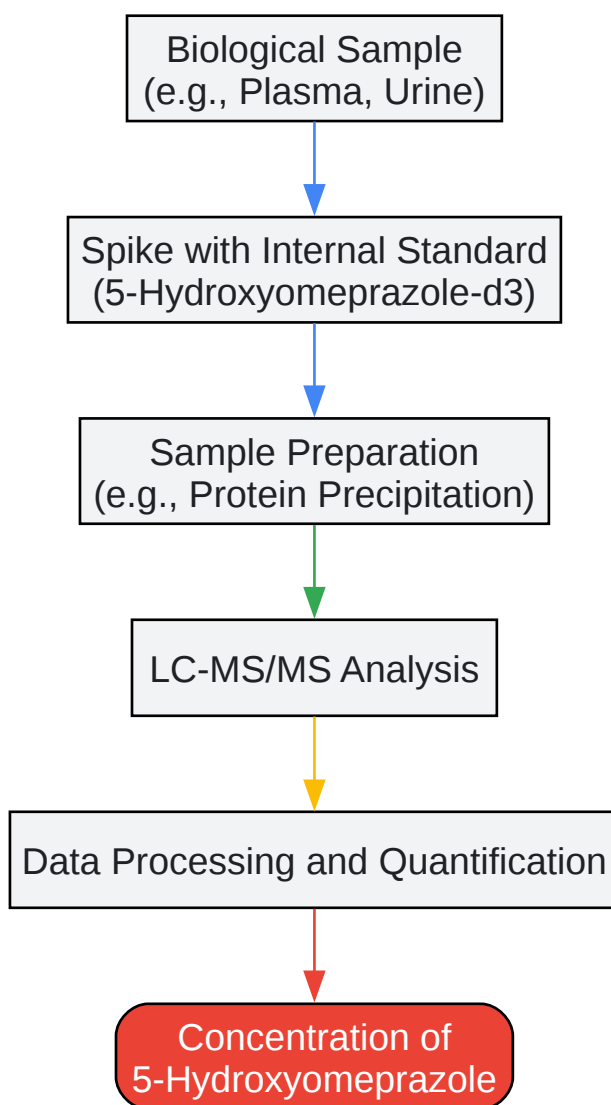 Biological Sample
(e.g., Plasma, Urine)
Spike with Internal Standard
(5-Hydroxyomeprazole-d3)
Sample Preparation
(e.g., Protein Precipitation)
LC-MS/MS Analysis
Data Processing and Quantification
Concentration of
5-Hydroxyomeprazole